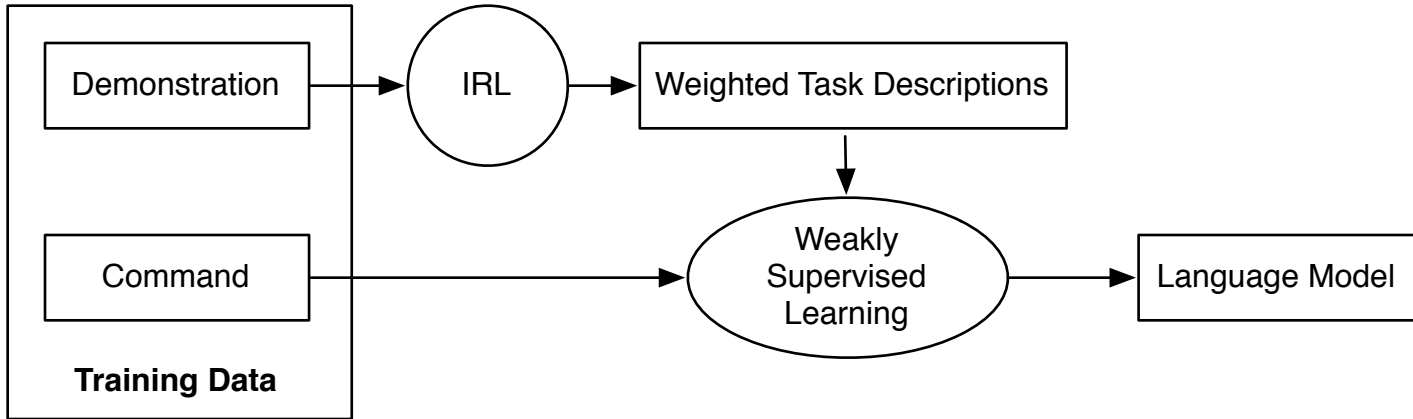 Demonstration
IRL
Weighted Task Descriptions
Command
Weakly
Supervised
Learning
Language Model
Training Data